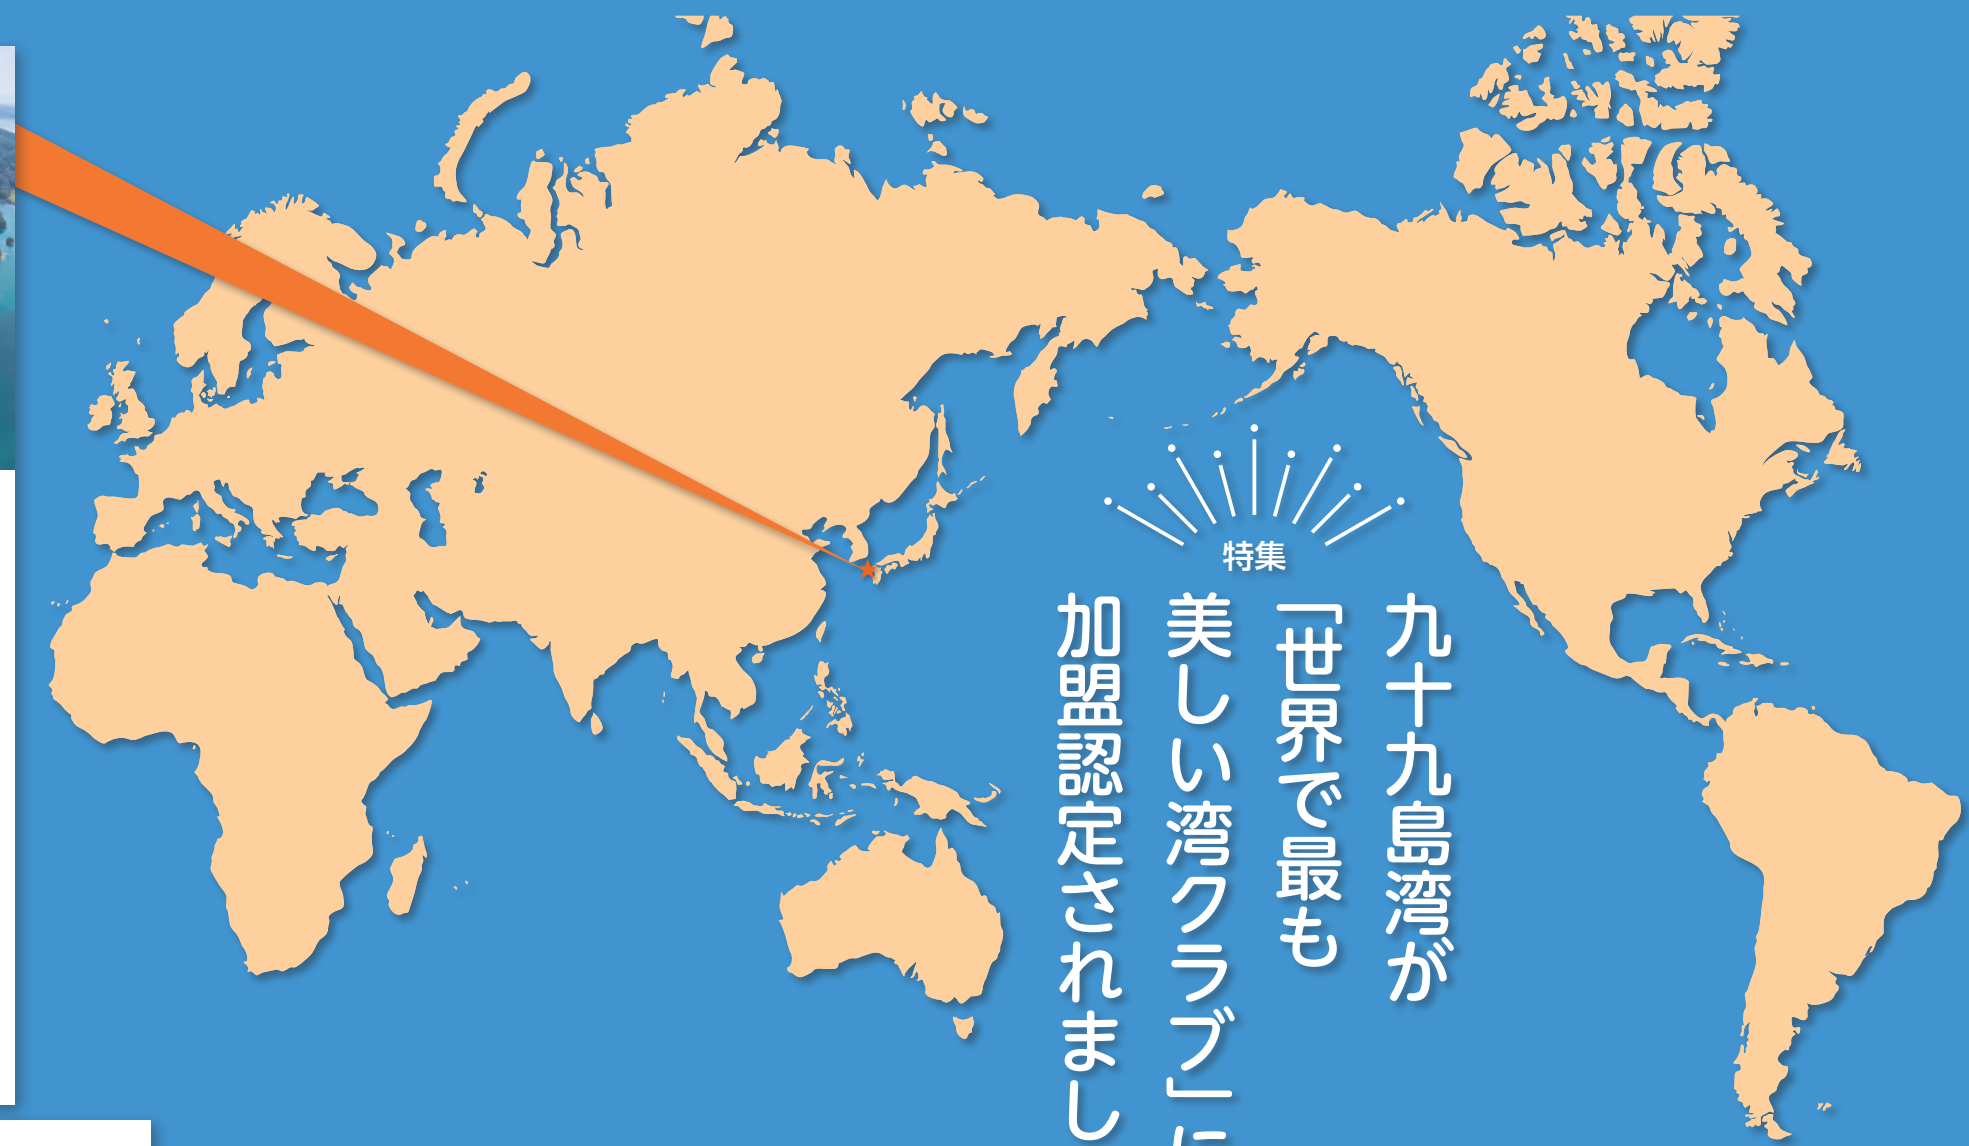 特集
九十九島湾が
「世界で最も
美しい湾クラブ」に
加盟認定されまし